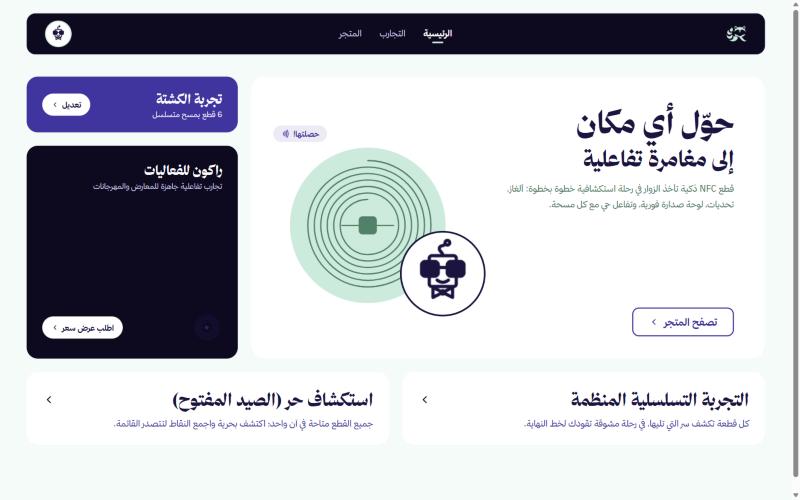 الرئيسية
التجارب
المتجر
حوّل أي مكان
إلى مغامرة تفاعلية
قطع NFC ذكية تأخذ الزوار في رحلة استكشافية خطوة بخطوة: ألغاز،
تحديات، لوحة صدارة فورية، وتفاعل حي مع كل مسحة.
تصفح المتجر
حصلتها!
تجربة الكشتة
6 قطع بمسح متسلسل
تعديل
راكون للفعاليات
تجارب تفاعلية جاهزة للمعارض والمهرجانات
اطلب عرض سعر
التجربة التسلسلية المنظمة
كل قطعة تكشف سر التي تليها، في رحلة مشوقة تقودك لخط النهاية.
استكشاف حر (الصيد المفتوح)
جميع القطع متاحة في آن واحد؛ اكتشف بحرية واجمع النقاط لتتصدر القائمة.